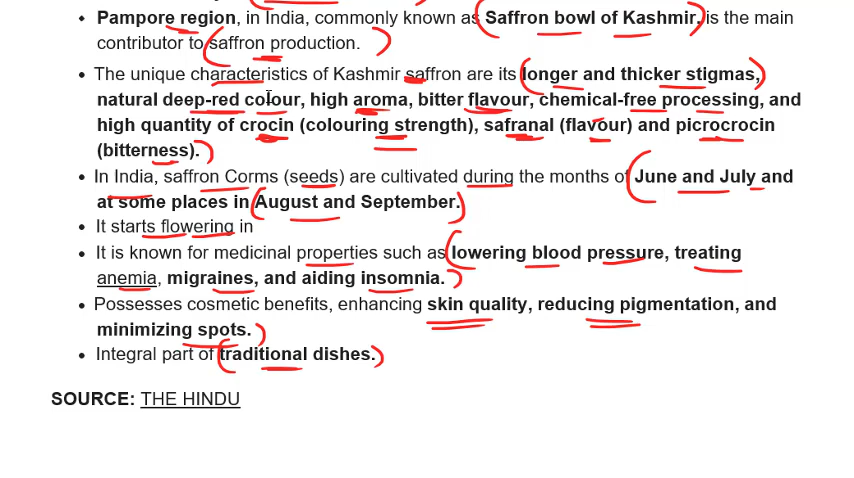 • Pampore region, in India, commonly known as Saffron bowl of Kashmir, is the main
contributor to saffron production.
• The unique characteristics of Kashmir saffron are its longer and thicker stigmas,
natural deep-red colour, high aroma, bitter flavour, chemical-free processing, and
high quantity of crocin (colouring strength), safranal (flavour) and picrocrocin
(bitterness).
• In India, saffron Corms (seeds) are cultivated during the months of June and July and
at some places in August and September.
• It starts flowering in
• It is known for medicinal properties such as lowering blood pressure, treating
anemia, migraines, and aiding insomnia.
• Possesses cosmetic benefits, enhancing skin quality, reducing pigmentation, and
minimizing spots.
• Integral part of traditional dishes.
SOURCE: THE HINDU